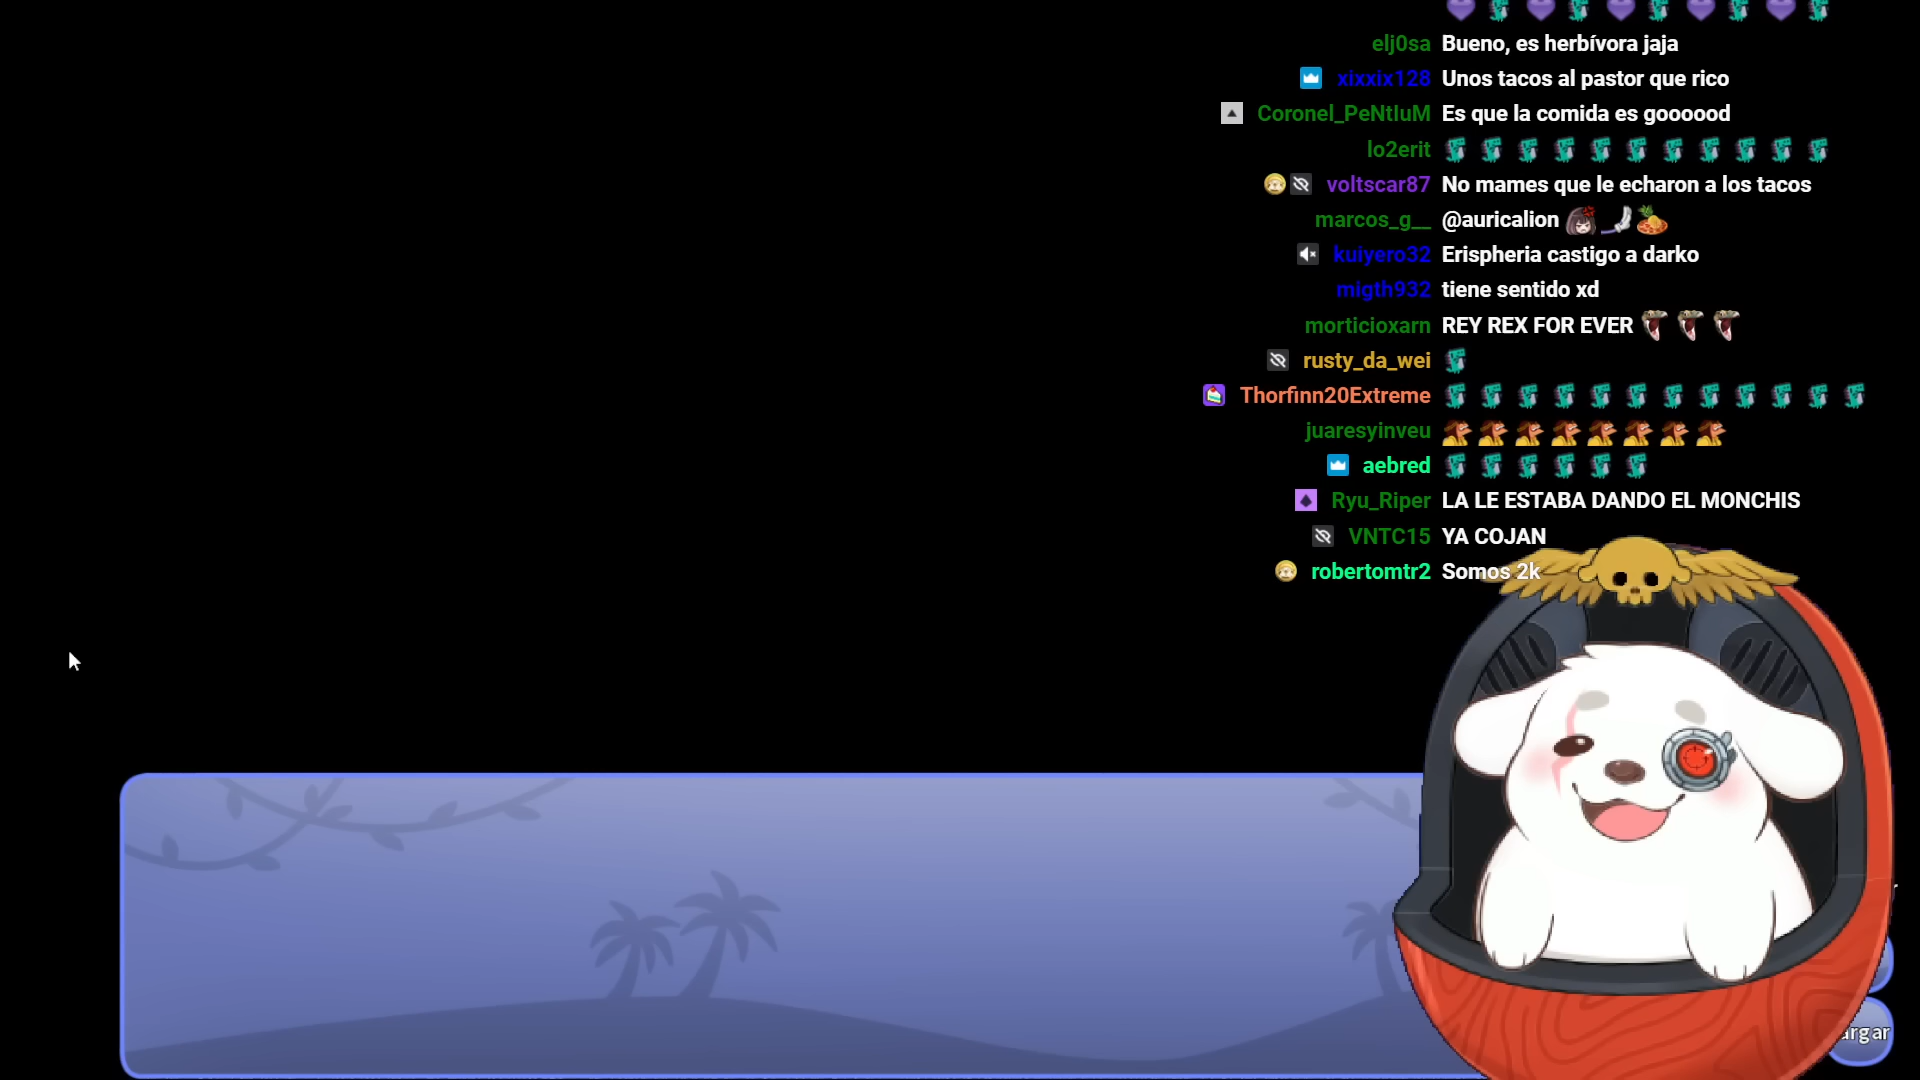 elj0sa Bueno, es herbívora jaja
xixxix128 Unos tacos al pastor que rico
Coronel_PeNtIuM Es que la comida es goooood
lo2erit
voltscar87 No mames que le echaron a los tacos
marcos_g__ @auricalion
kuiyero32 Erispheria castigo a darko
migth932 tiene sentido xd
morticioxarn REY REX FOR EVER
rusty_da_wei
Thorfinn20Extreme
juaresyinveu
aebred
Ryu_Riper LA LE ESTABA DANDO EL MONCHIS
VNTC15 YA COJAN
robertomtr2 Somos 2k